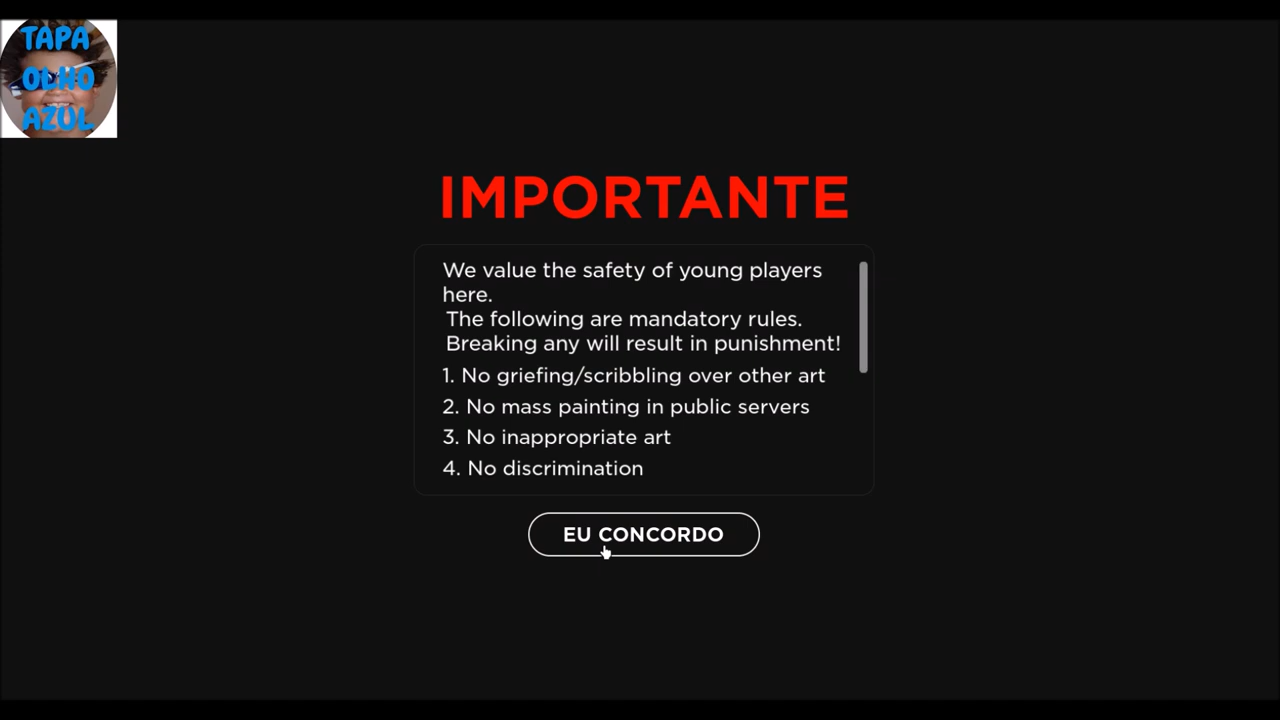 TAPA
OLHO
AZUL
IMPORTANTE
We value the safety of young players
here.
The following are mandatory rules.
Breaking any will result in punishment!
1. No griefing/scribbling over other art
2. No mass painting in public servers
3. No inappropriate art
4. No discrimination
EU CONCORDO